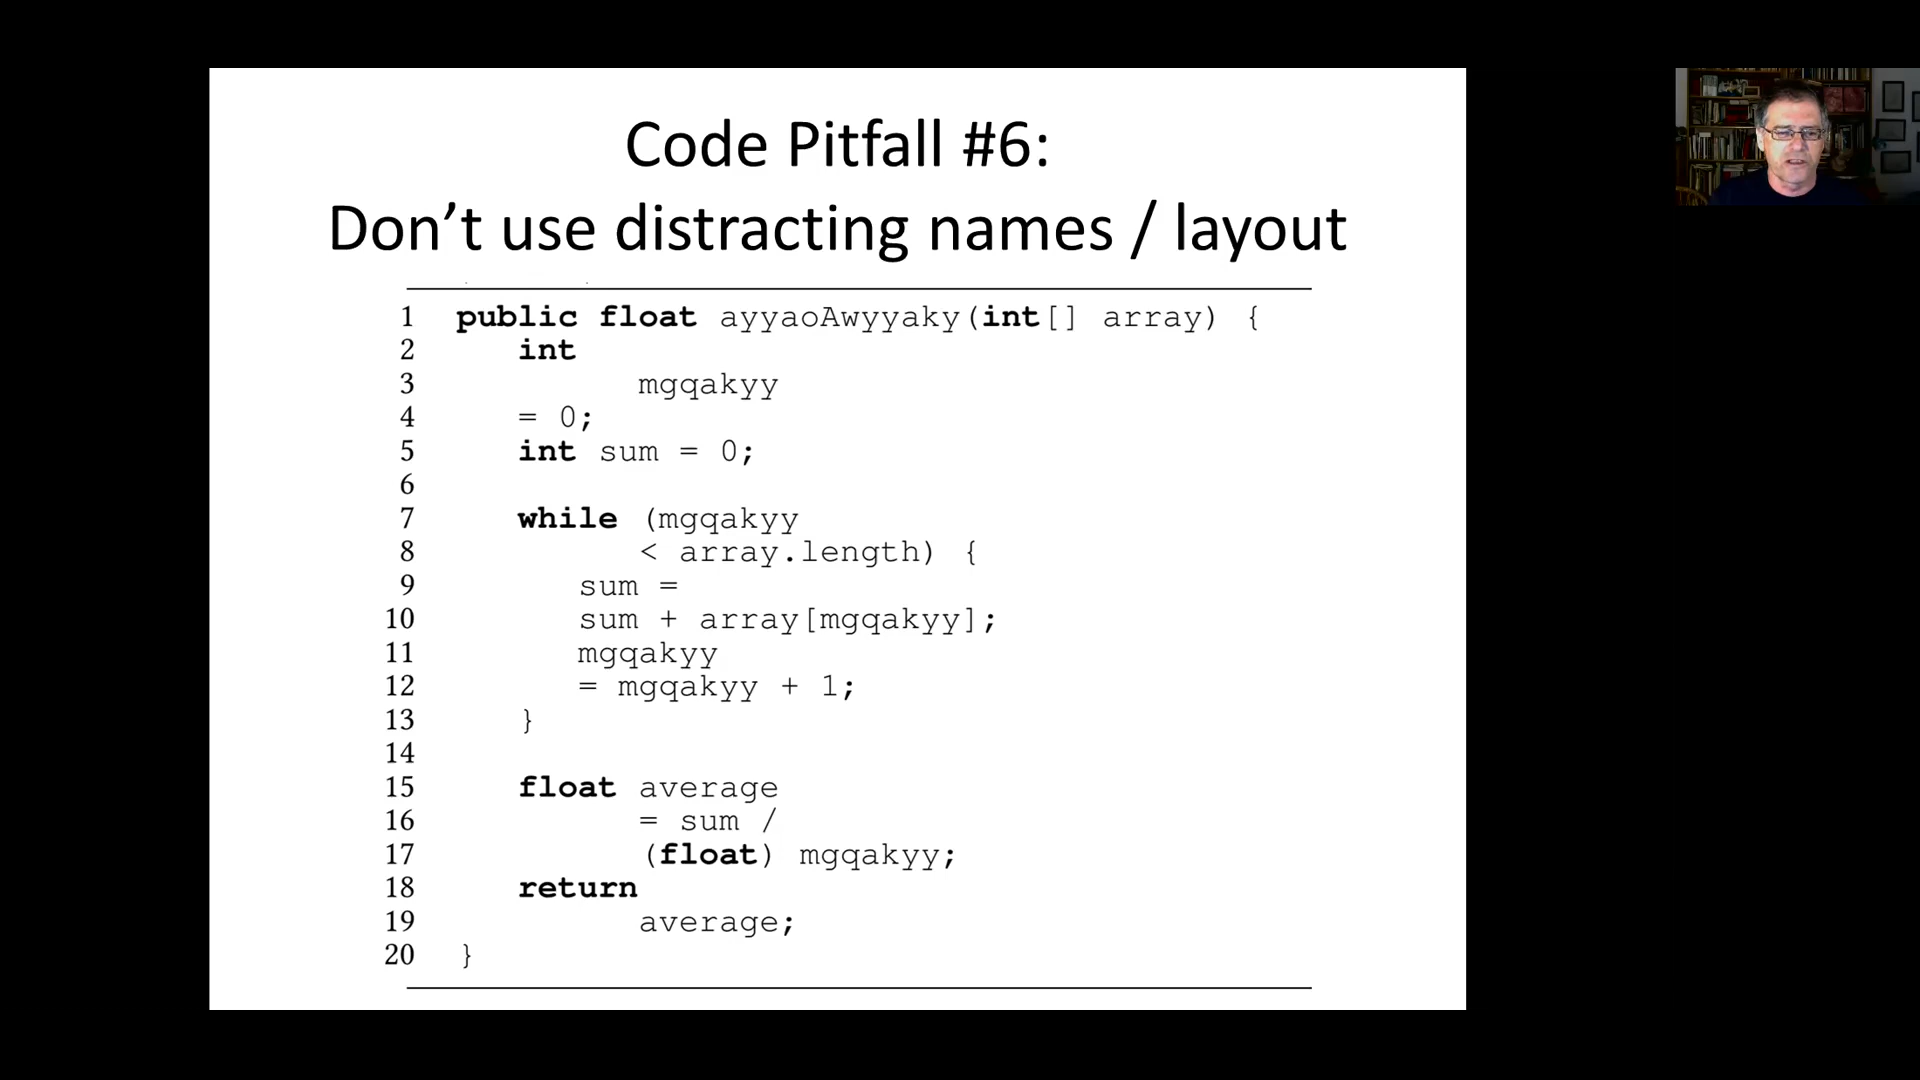 Code Pitfall #6:
Don’t use distracting names / layout
1 public float ayyaoAwyyaky(int[] array) {
2 int
3 mgqakyy
4 = 0;
5 int sum = 0;
6
7 while (mgqakyy
8 < array.length) {
9 sum =
10 sum + array[mgqakyy];
11 mgqakyy
12 = mgqakyy + 1;
13 }
14
15 float average
16 = sum /
17 (float) mgqakyy;
18 return
19 average;
20 }